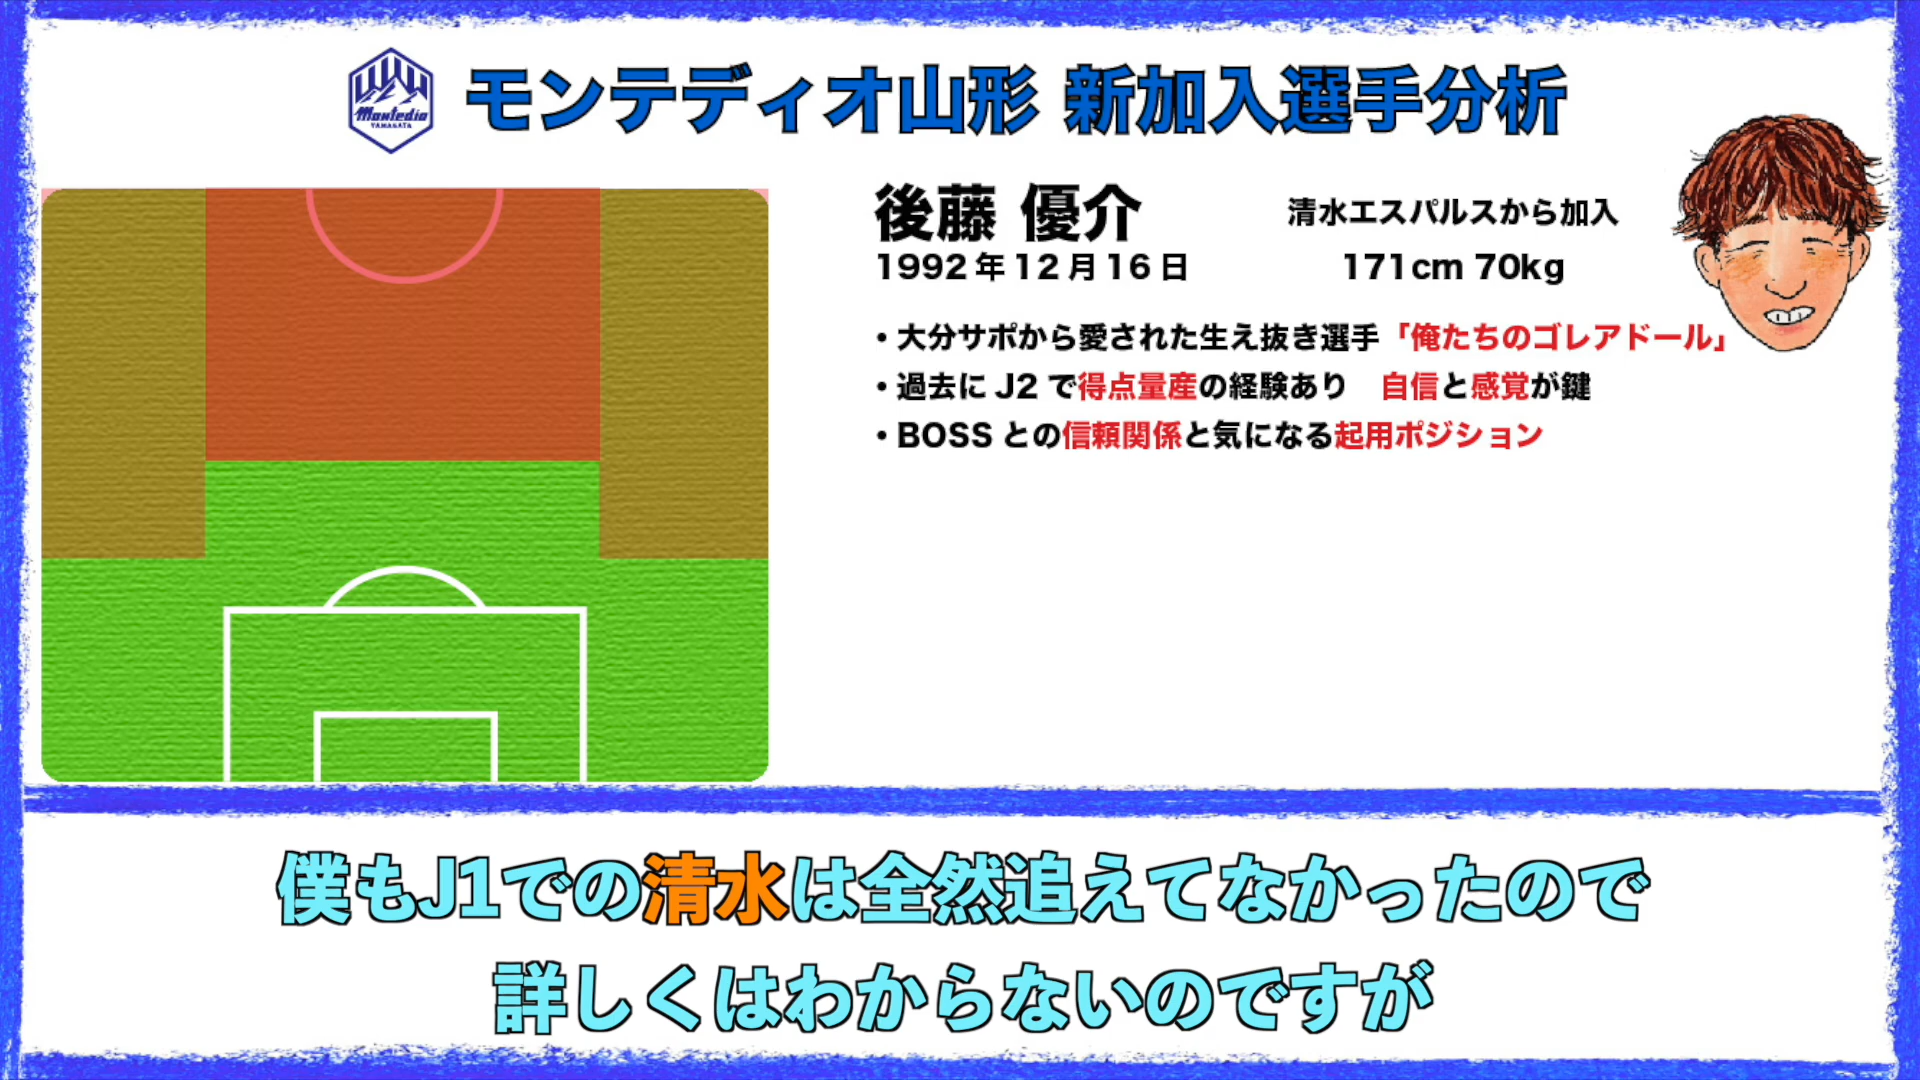 Montedio
YAMAGATA
モンテディオ山形 新加入選手分析
後藤 優介
清水エスパルスから加入
1992年12月16日
171cm 70kg
・大分サポから愛された生え抜き選手「俺たちのゴレアドール」
・過去にJ2で得点量産の経験あり　自信と感覚が鍵
・BOSSとの信頼関係と気になる起用ポジション
僕もJ1での清水は全然追えてなかったので
詳しくはわからないのですが